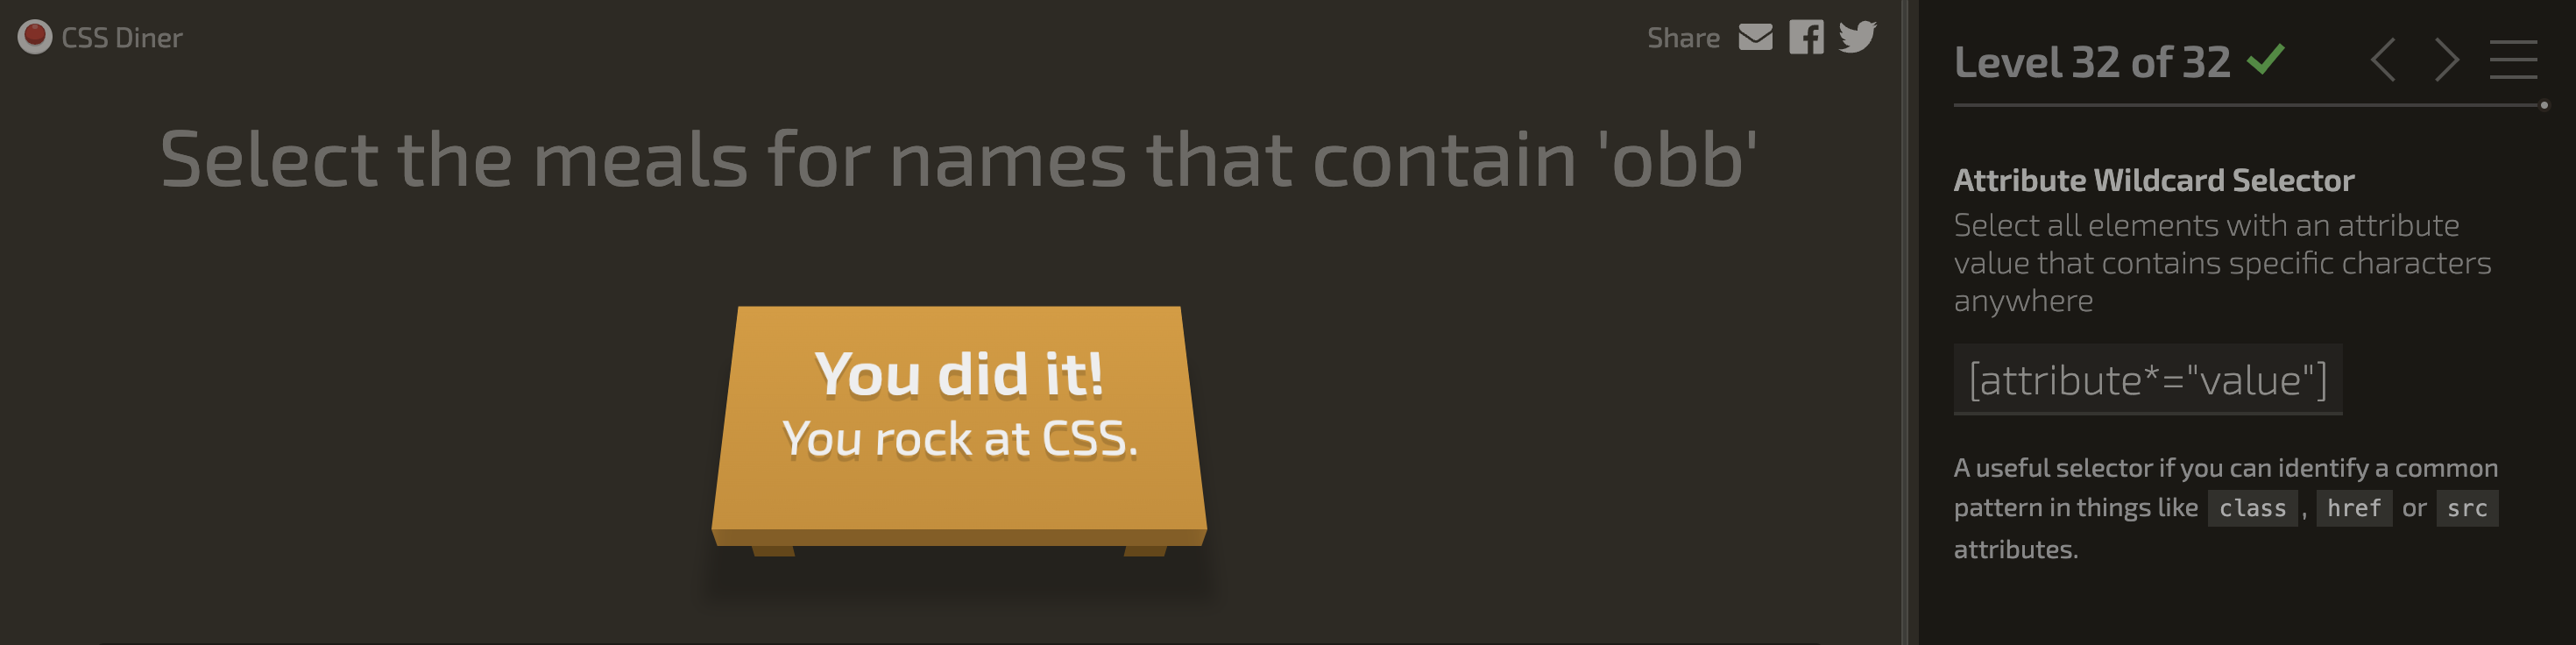 CSS Diner
Share
Select the meals for names that contain 'obb'
You did it!
You rock at CSS.
Level 32 of 32
Attribute Wildcard Selector
Select all elements with an attribute
value that contains specific characters
anywhere
[attribute*="value"]
A useful selector if you can identify a common
pattern in things like class , href or src
attributes.